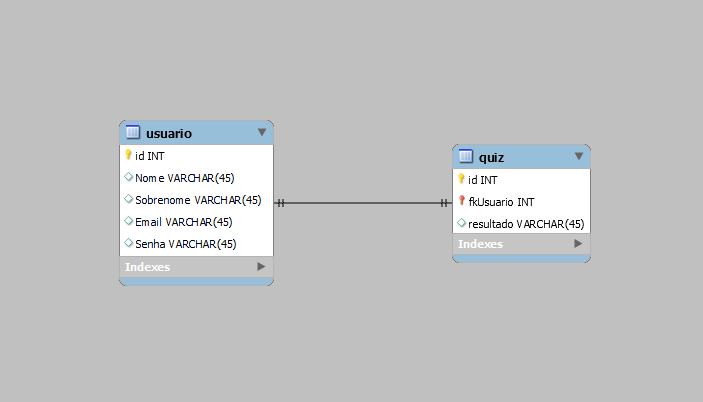 usuario
id INT
Nome VARCHAR(45)
Sobrenome VARCHAR(45)
Email VARCHAR(45)
Senha VARCHAR(45)
Indexes
quiz
id INT
fkUsuario INT
resultado VARCHAR(45)
Indexes